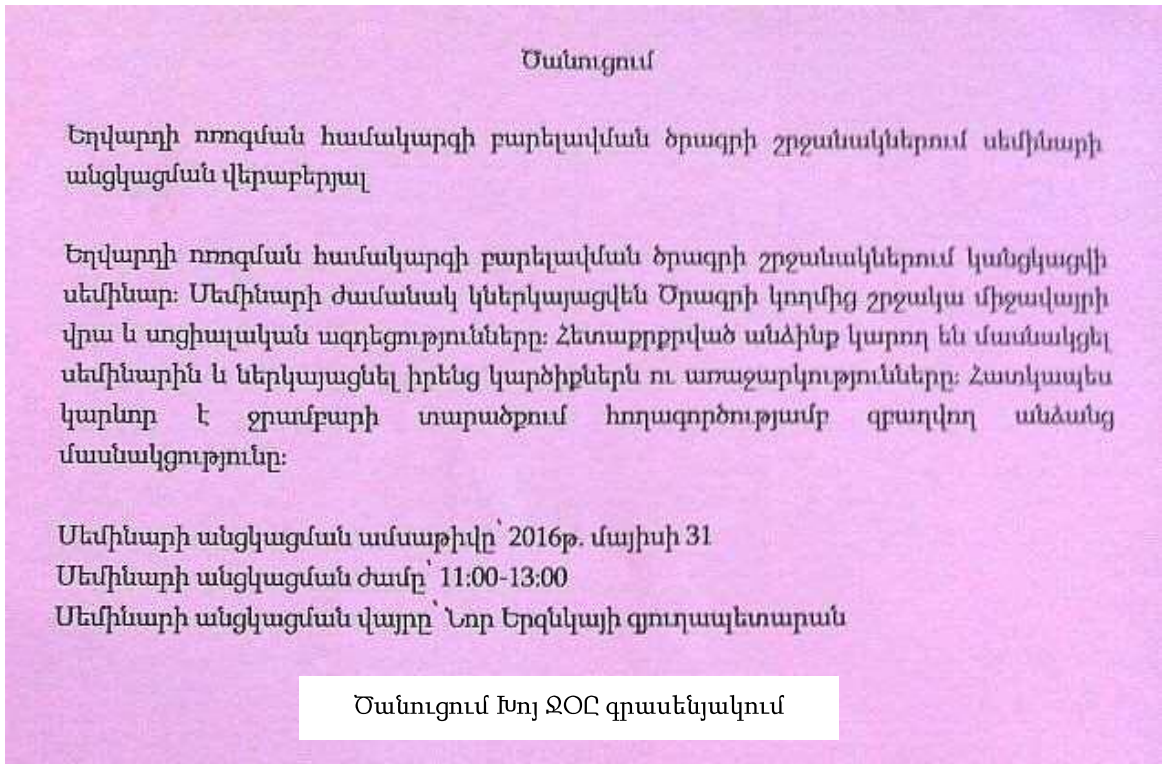 Ծանուցում
Եղվարդի ոռոգման համակարգի բարելավման ծրագրի շրջանակներում սեմինարի
անցկացման վերաբերյալ
Եղվարդի ոռոգման համակարգի բարելավման ծրագրի շրջանակներում կանցկացվի
սեմինար: Սեմինարի ժամանակ կներկայացվեն Ծրագրի կողմից շրջակա միջավայրի
վրա և սոցիալական ազդեցությունները: Հետաքրքրված անձինք կարող են մասնակցել
սեմինարին և ներկայացնել իրենց կարծիքներն ու առաջարկությունները: Հատկապես
կարևոր է ջրամբարի տարածքում հողագործությամբ զբաղվող անձանց
մասնակցությունը:
Սեմինարի անցկացման ամսաթիվը՝ 2016թ. մայիսի 31
Սեմինարի անցկացման ժամը՝ 11:00-13:00
Սեմինարի անցկացման վայրը՝ Նոր Երզնկայի գյուղապետարան
Ծանուցում Խոյ ՋՕԸ գրասենյակում